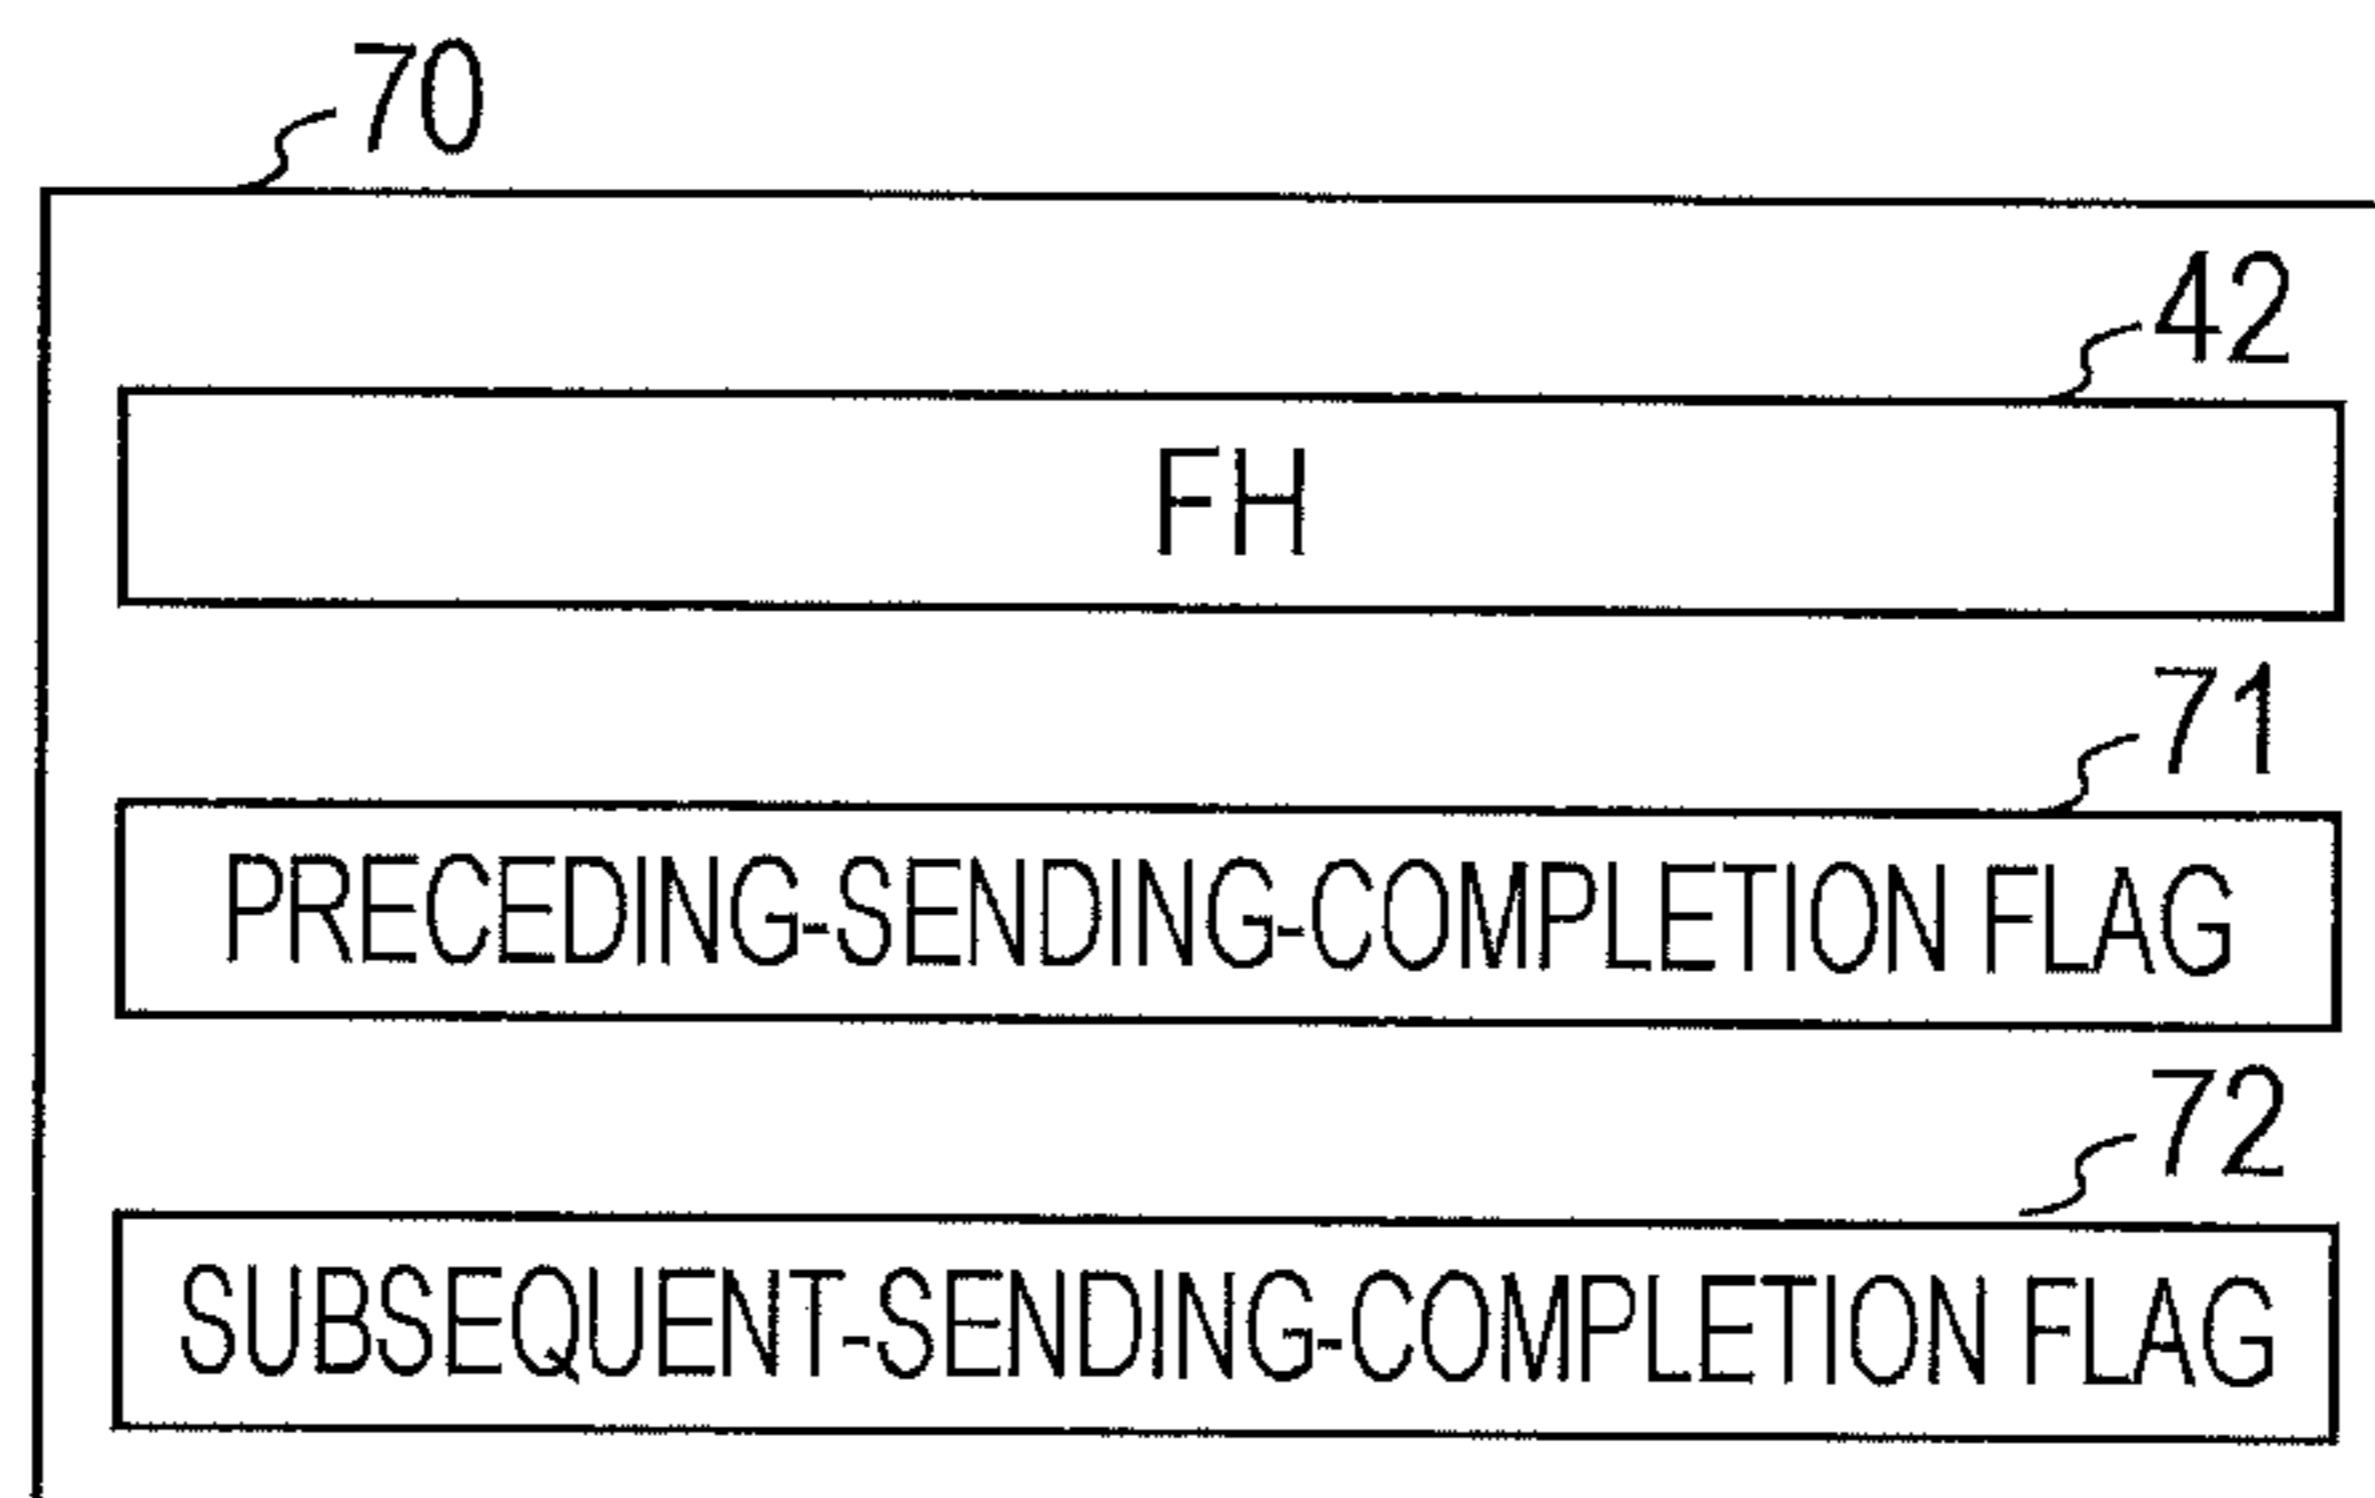 70
42
FH
71
PRECEDING-SENDING-COMPLETION FLAG
72
SUBSEQUENT-SENDING-COMPLETION FLAG